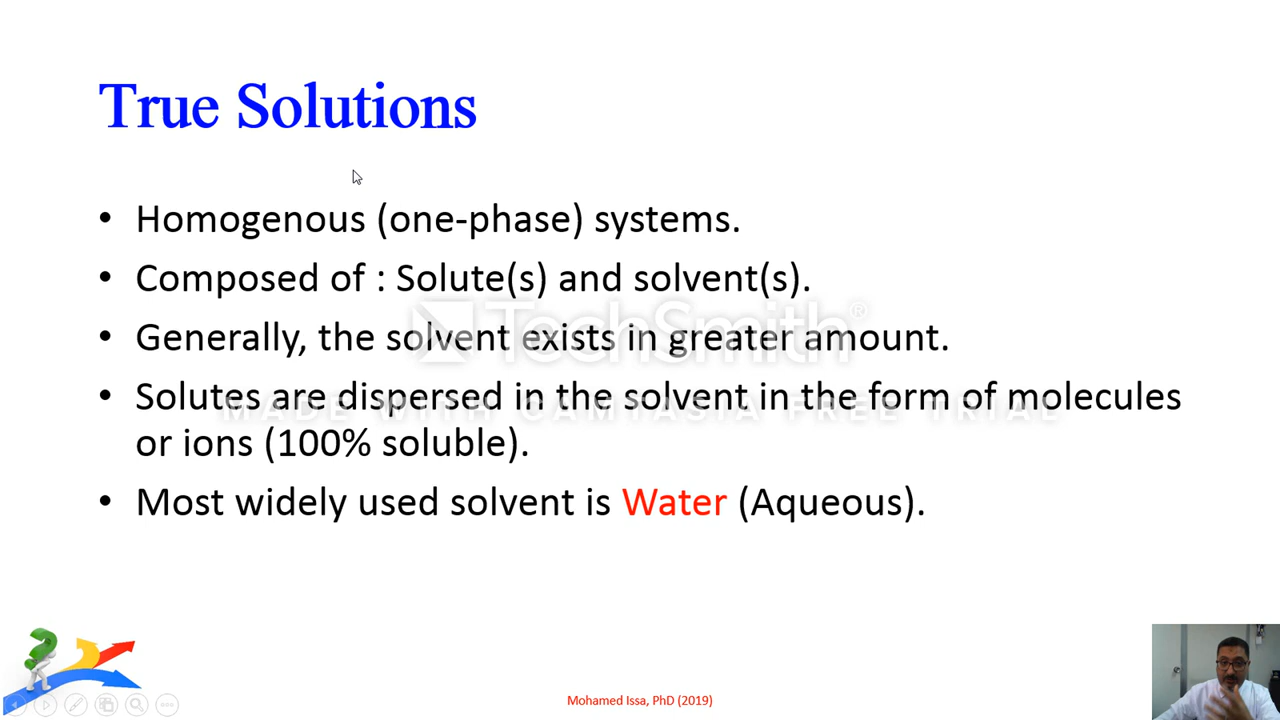 True Solutions
• Homogenous (one-phase) systems.
• Composed of : Solute(s) and solvent(s).
• Generally, the solvent exists in greater amount.
TechSmith®
• Solutes are dispersed in the solvent in the form of molecules
MADE WITH CAMTASIA FREE TRIAL
or ions (100% soluble).
• Most widely used solvent is Water (Aqueous).
Mohamed Issa, PhD (2019)